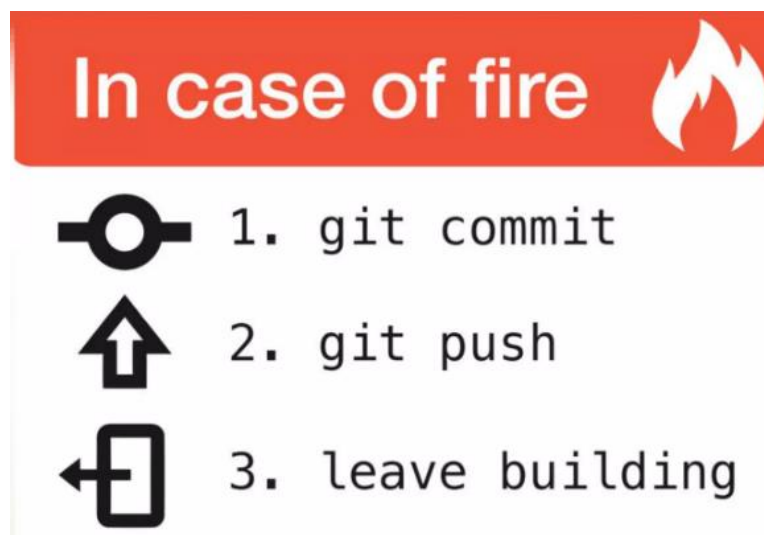 In case of fire
1. git commit
2. git push
3. leave building